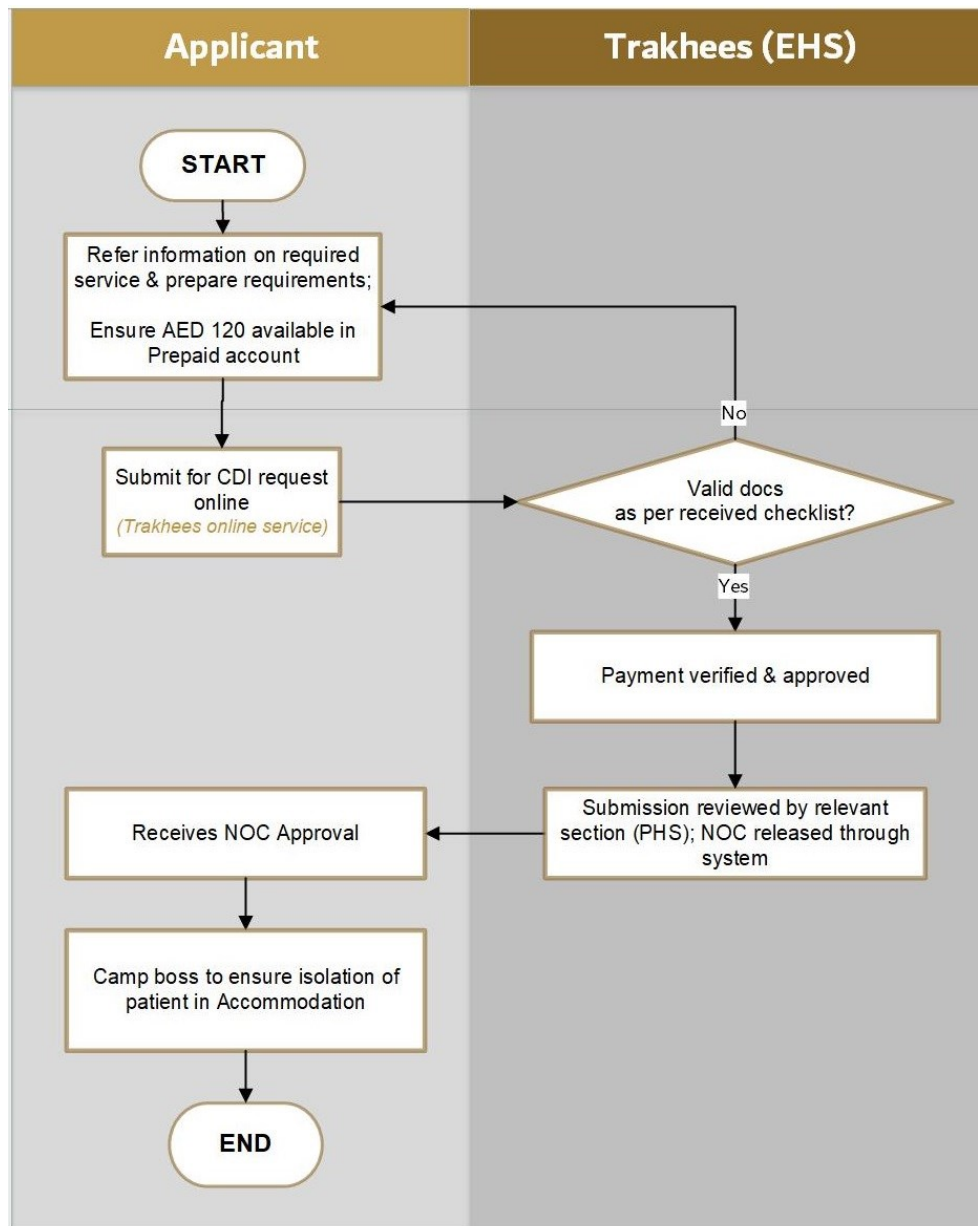 Applicant
Trakhees (EHS)
START
Refer information on required
service & prepare requirements;
Ensure AED 120 available in
Prepaid account
No
Submit for CDI request
online
(Trakhees online service)
Valid docs
as per received checklist?
Yes
Payment verified & approved
Submission reviewed by relevant
section (PHS); NOC released through
system
Receives NOC Approval
Camp boss to ensure isolation of
patient in Accommodation
END